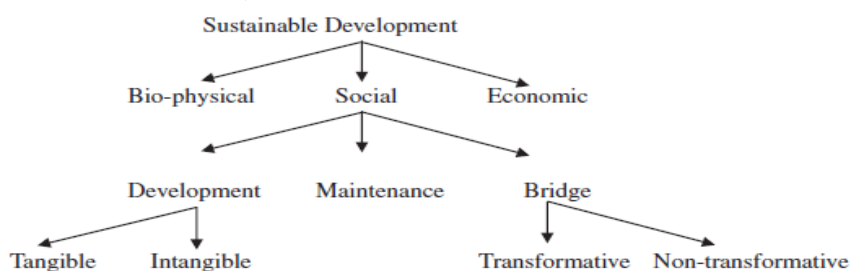 Sustainable Development
Bio-physical Social Economic
Development Maintenance Bridge
Tangible Intangible Transformative Non-transformative